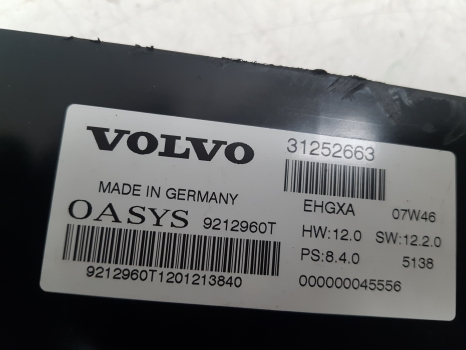 VOLVO
31252663
MADE IN GERMANY
EHGXA 07W46
OASYS 9212960T
HW:12.0 SW:12.2.0
PS:8.4.0 5138
9212960T1201213840
000000045556